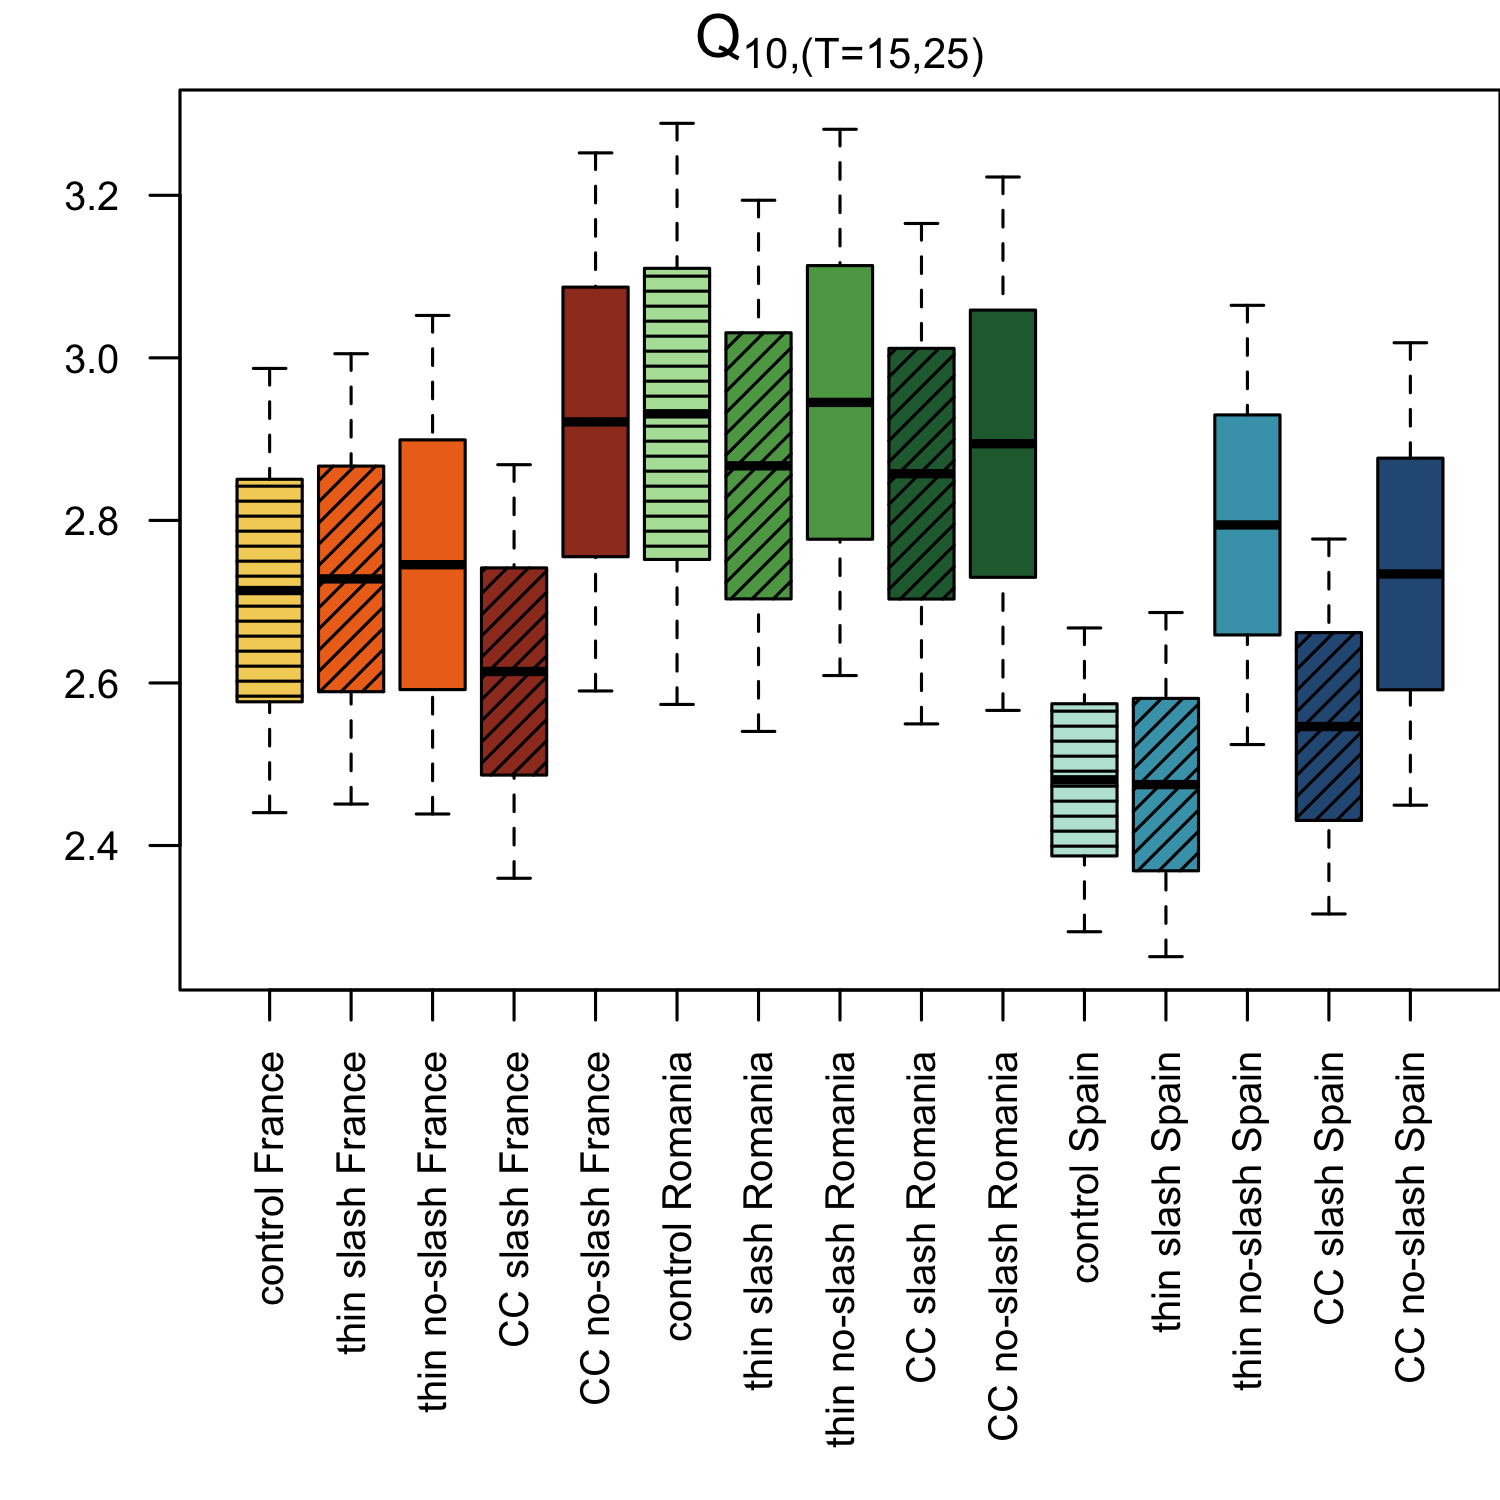 Q10,(T=15,25)
3.2
3.0
2.8
2.6
2.4
control France
thin slash France
thin no-slash France
CC slash France
CC no-slash France
control Romania
thin slash Romania
thin no-slash Romania
CC slash Romania
CC no-slash Romania
control Spain
thin slash Spain
thin no-slash Spain
CC slash Spain
CC no-slash Spain